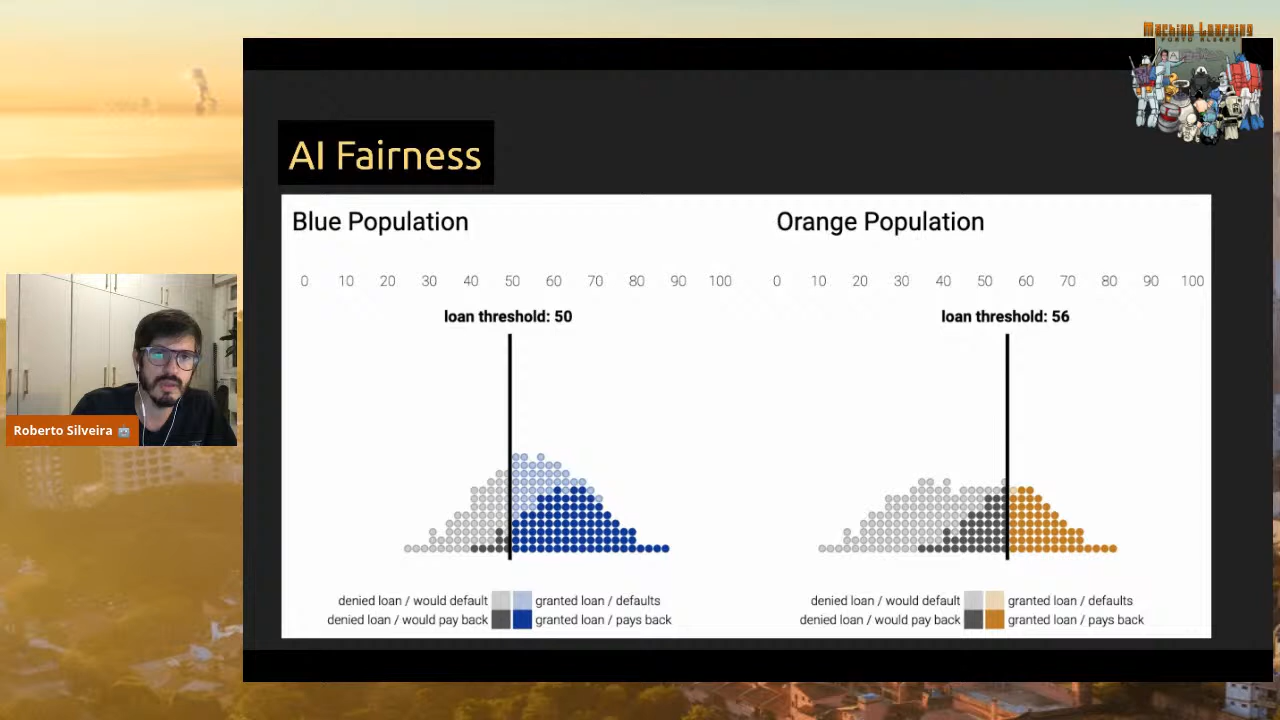 Machine Learning
PORTO ALEGRE
AI Fairness
Blue Population
0 10 20 30 40 50 60 70 80 90 100
loan threshold: 50
denied loan / would default
granted loan / defaults
denied loan / would pay back
granted loan / pays back
Orange Population
0 10 20 30 40 50 60 70 80 90 100
loan threshold: 56
denied loan / would default
granted loan / defaults
denied loan / would pay back
granted loan / pays back
Roberto Silveira